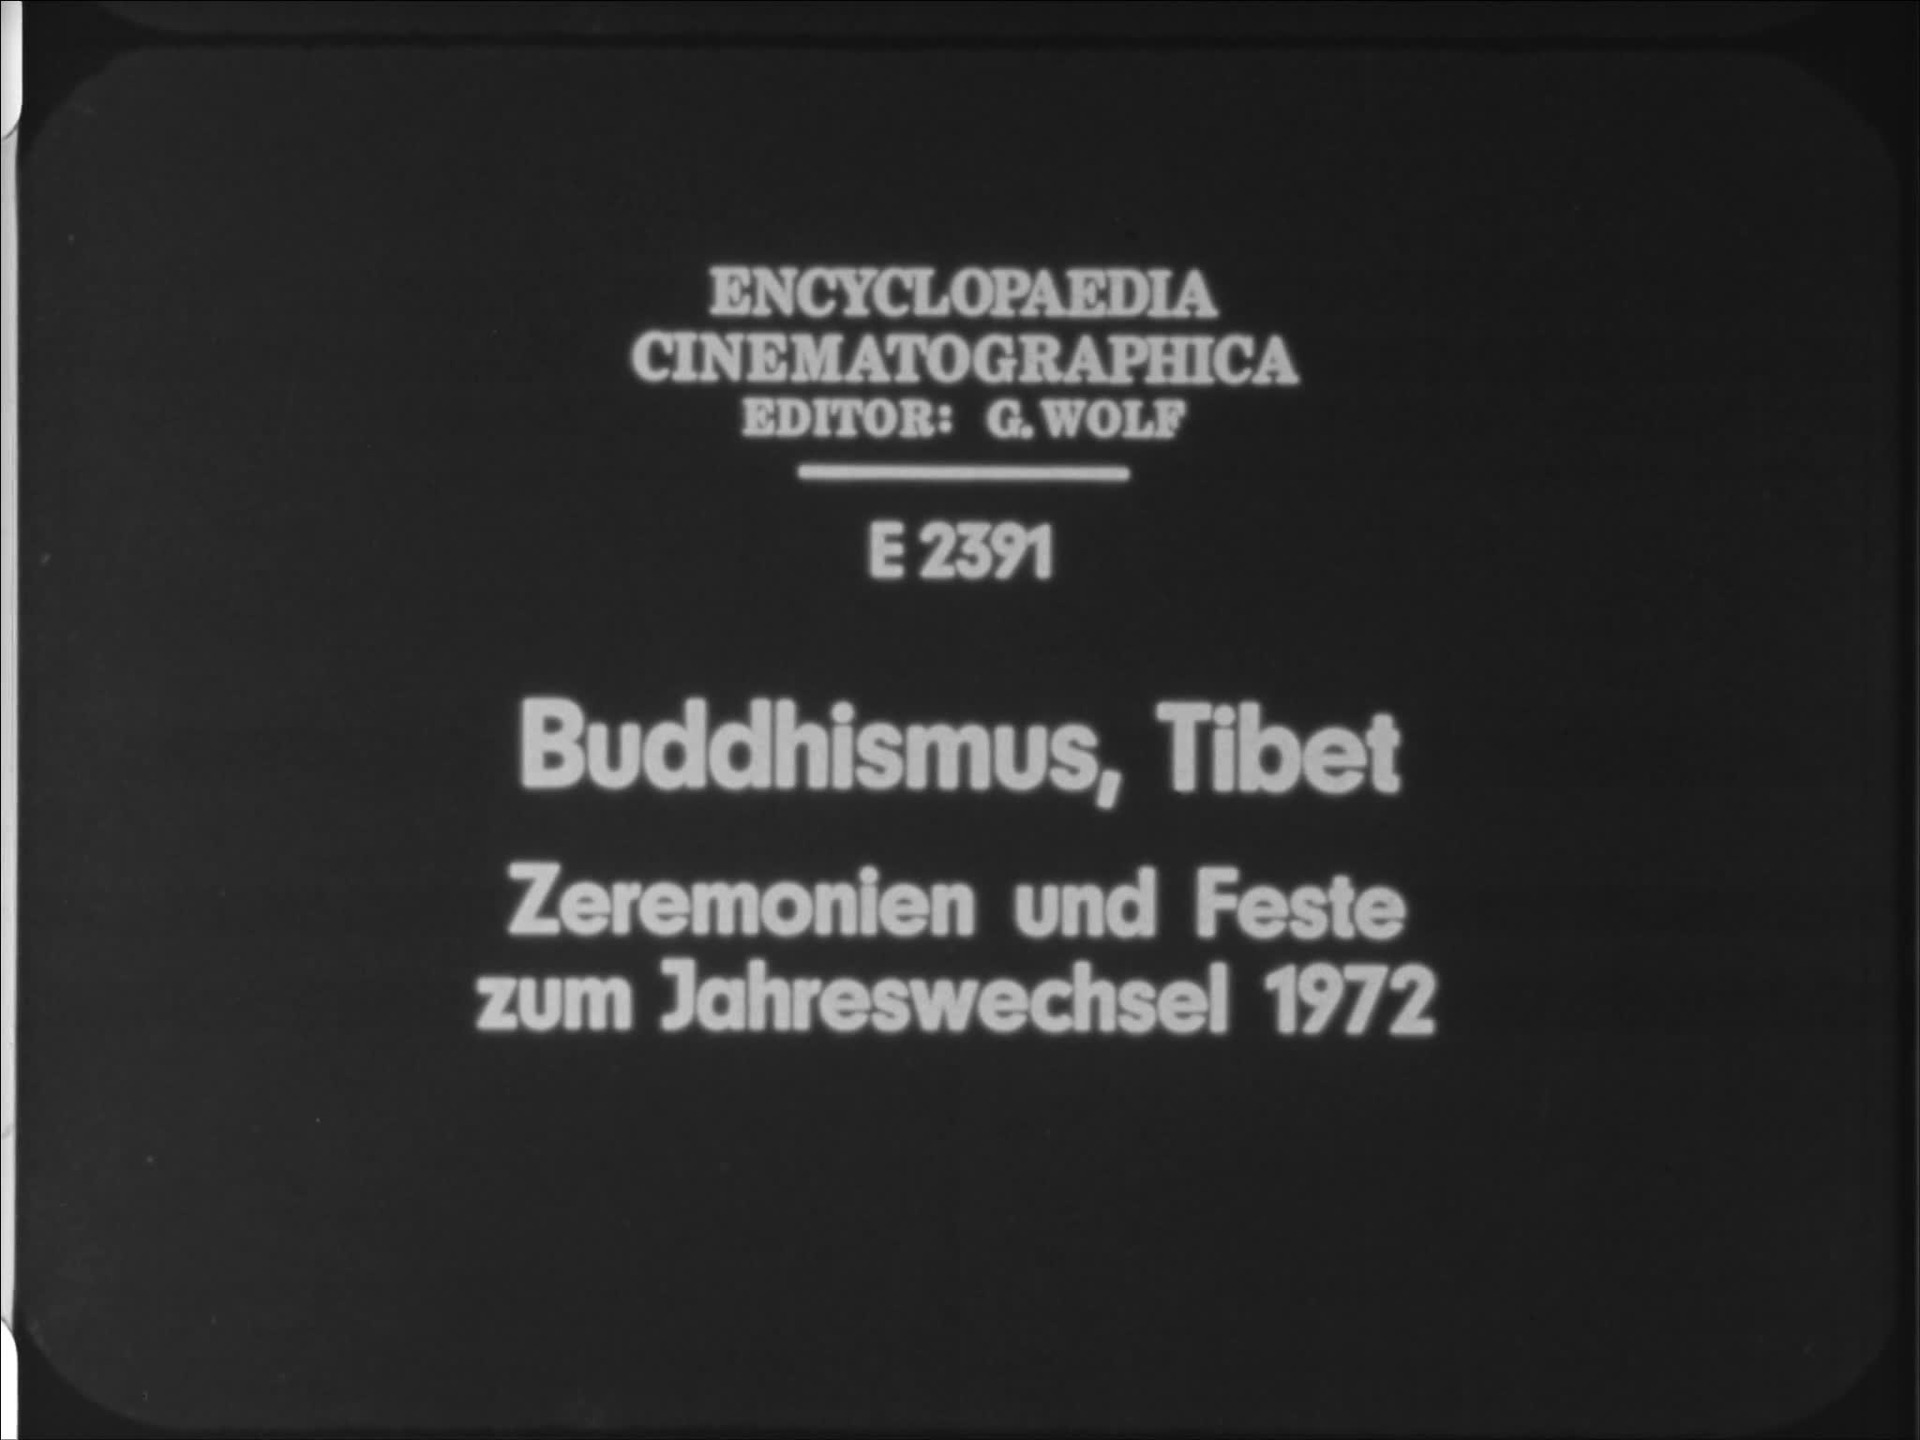 ENCYCLOPAEDIA
CINEMATOGRAPHICA
EDITOR: G. WOLF
E 2391
Buddhismus, Tibet
Zeremonien und Feste
zum Jahreswechsel 1972